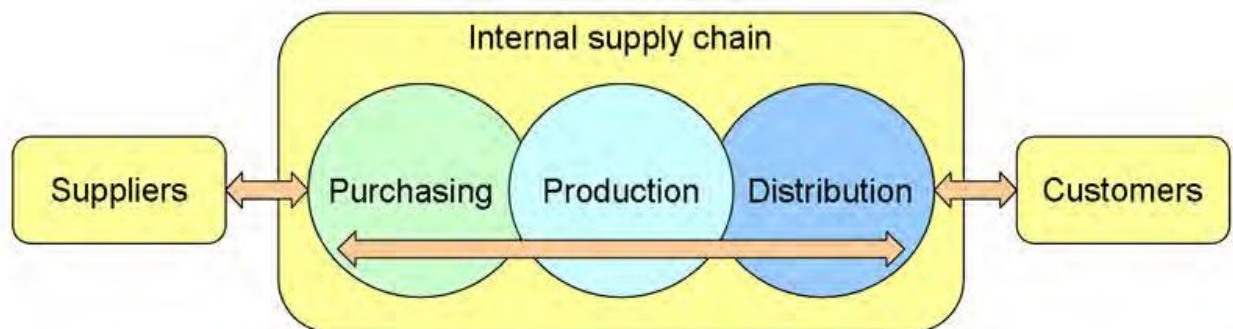 Internal supply chain
Suppliers
Purchasing
Production
Distribution
Customers